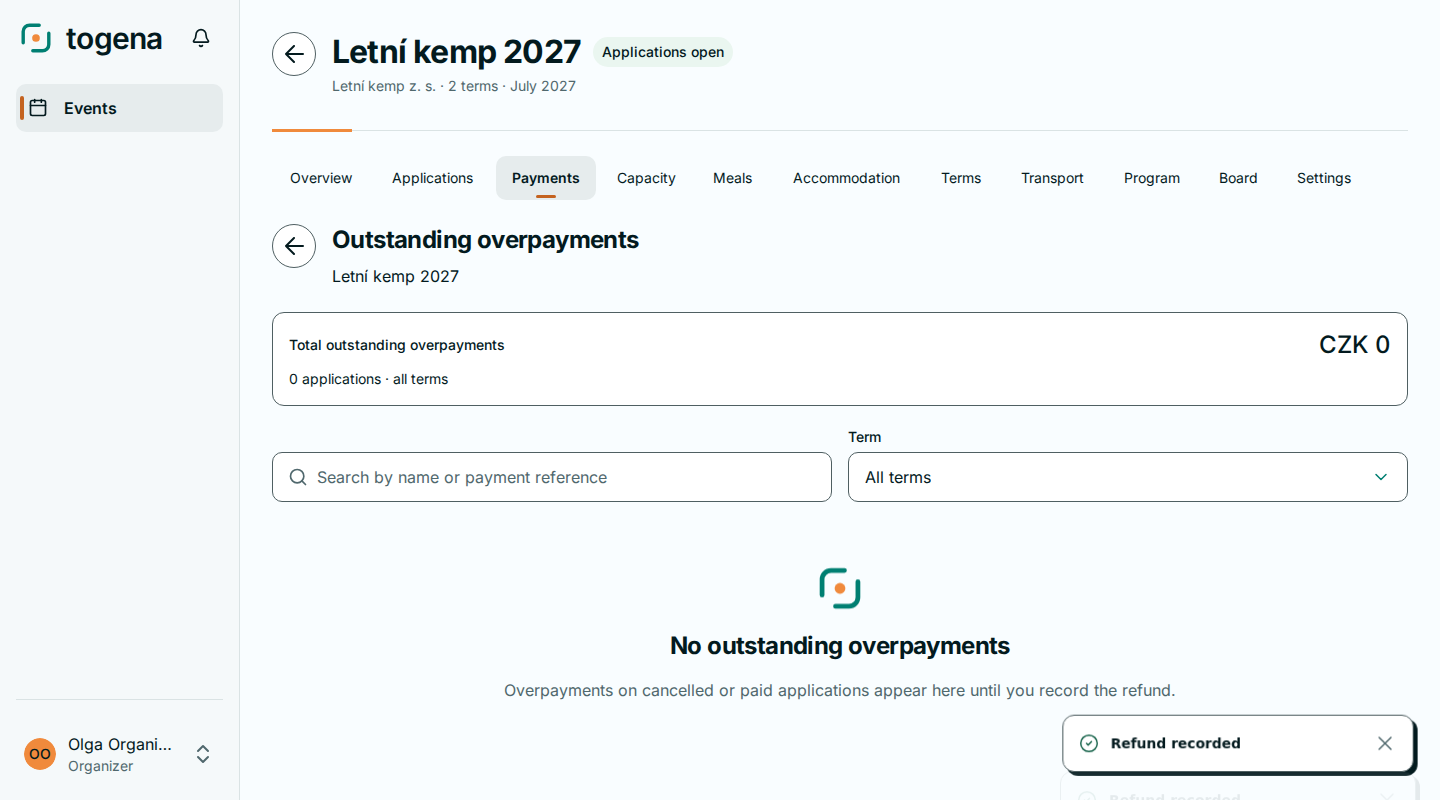 togena
Events
Letní kemp 2027
Applications open
Letní kemp z. s. · 2 terms · July 2027
Overview
Applications
Payments
Capacity
Meals
Accommodation
Terms
Transport
Program
Board
Settings
Outstanding overpayments
Letní kemp 2027
Total outstanding overpayments
CZK 0
0 applications · all terms
Term
Search by name or payment reference
All terms
No outstanding overpayments
Overpayments on cancelled or paid applications appear here until you record the refund.
Refund recorded
Refund recorded
OO
Olga Organi...
Organizer